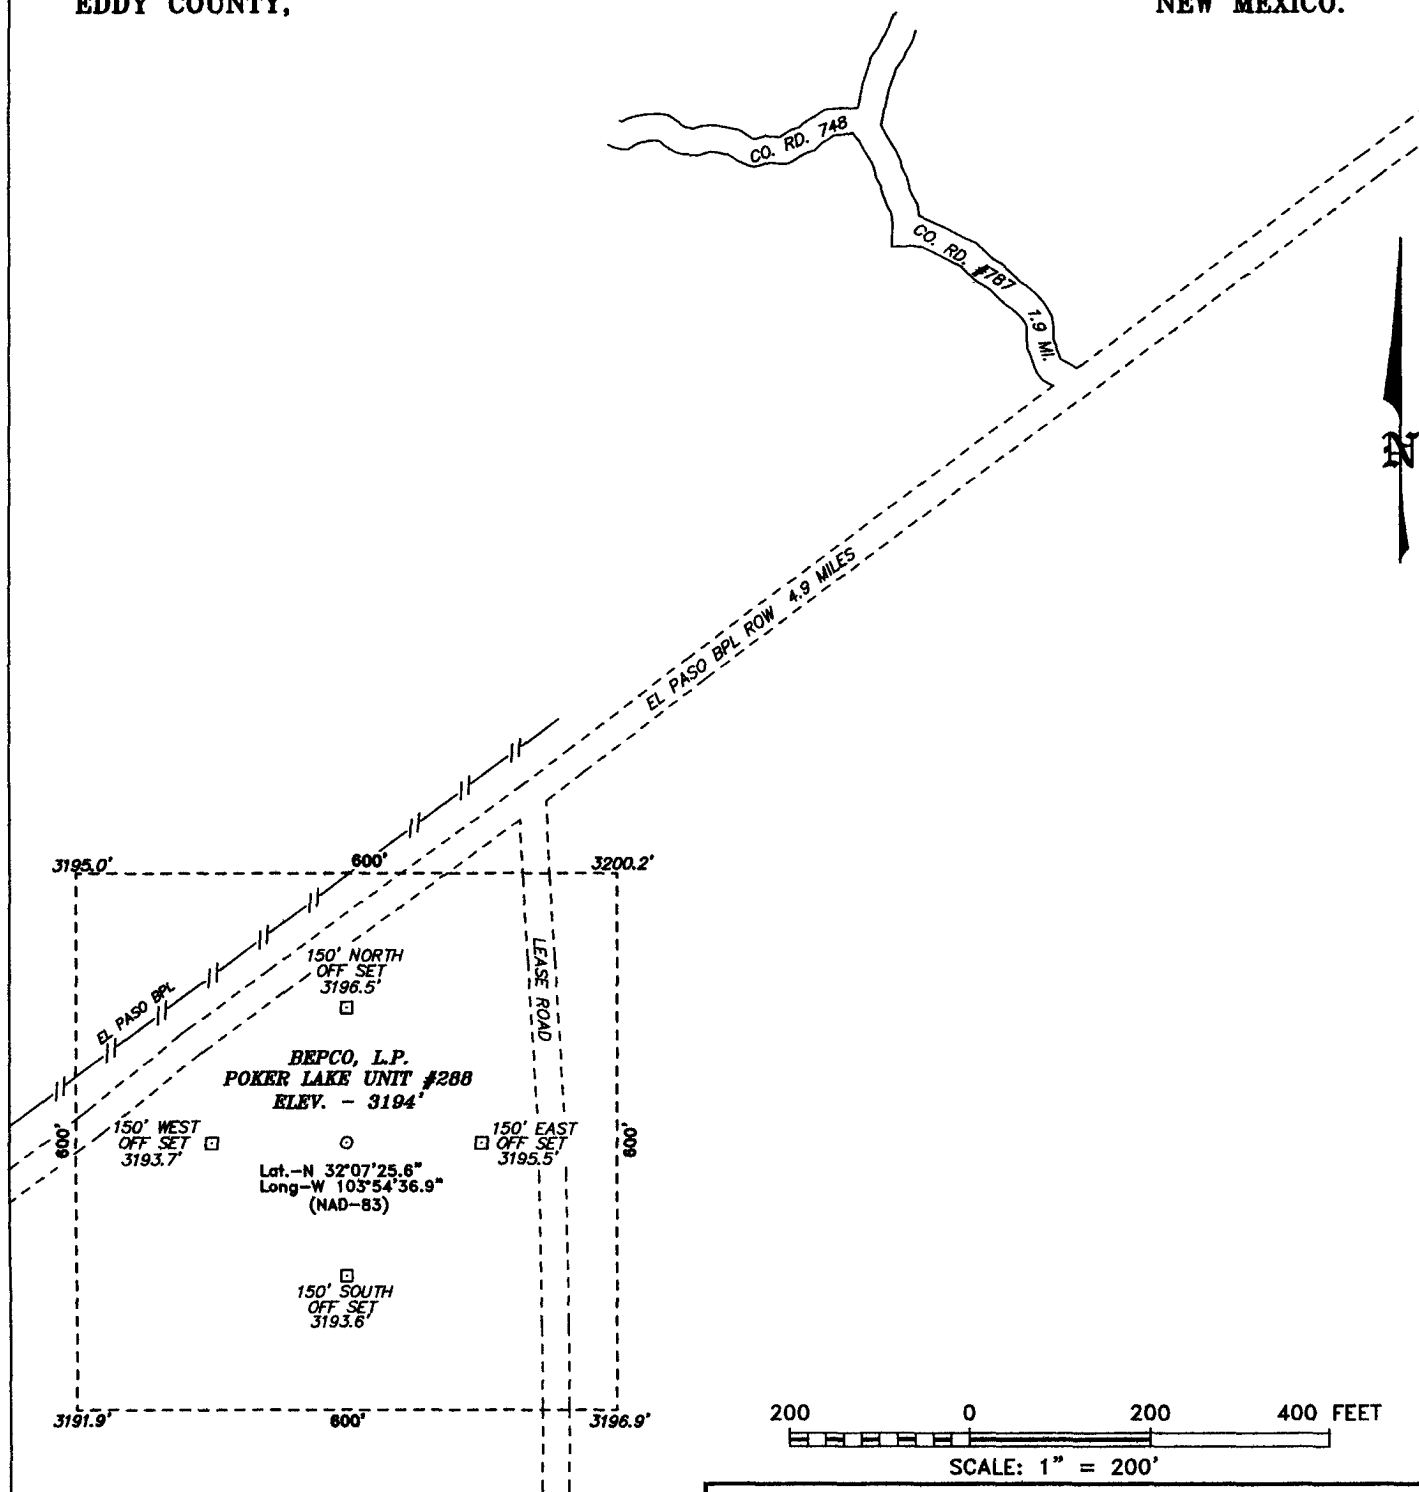 EDDY COUNTY, NEW MEXICO.
CO. RD. 748
CO. RD. #787 1.9 MI.
N
EL PASO BPL ROW 4.9 MILES
3195.0' 600' 3200.2'
LEASE ROAD
150' NORTH
OFF SET
3196.5'
EL PASO BPL
BEPCO, L.P.
POKER LAKE UNIT #288
ELEV. - 3194'
600'
150' WEST
OFF SET
3193.7'
150' EAST
OFF SET
3195.5'
600'
Lat.-N 32°07'25.6"
Long-W 103°54'36.9"
(NAD-83)
150' SOUTH
OFF SET
3193.6'
3191.9' 600' 3196.9'
200 0 200 400 FEET
SCALE: 1" = 200'